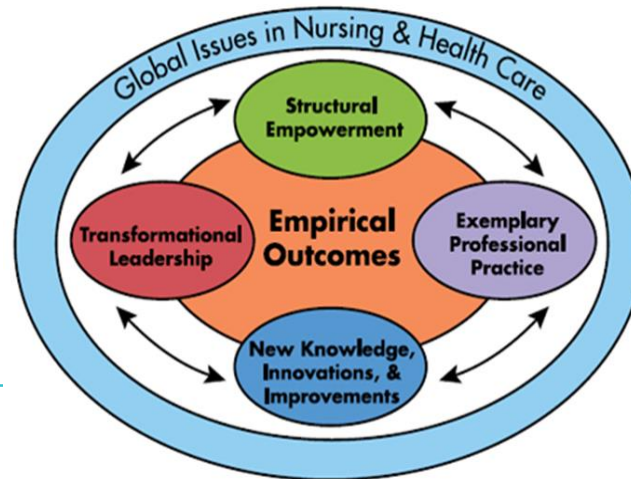 Global Issues in Nursing & Health Care
Structural
Empowerment
Transformational
Leadership
Empirical
Outcomes
Exemplary
Professional
Practice
New Knowledge,
Innovations, &
Improvements